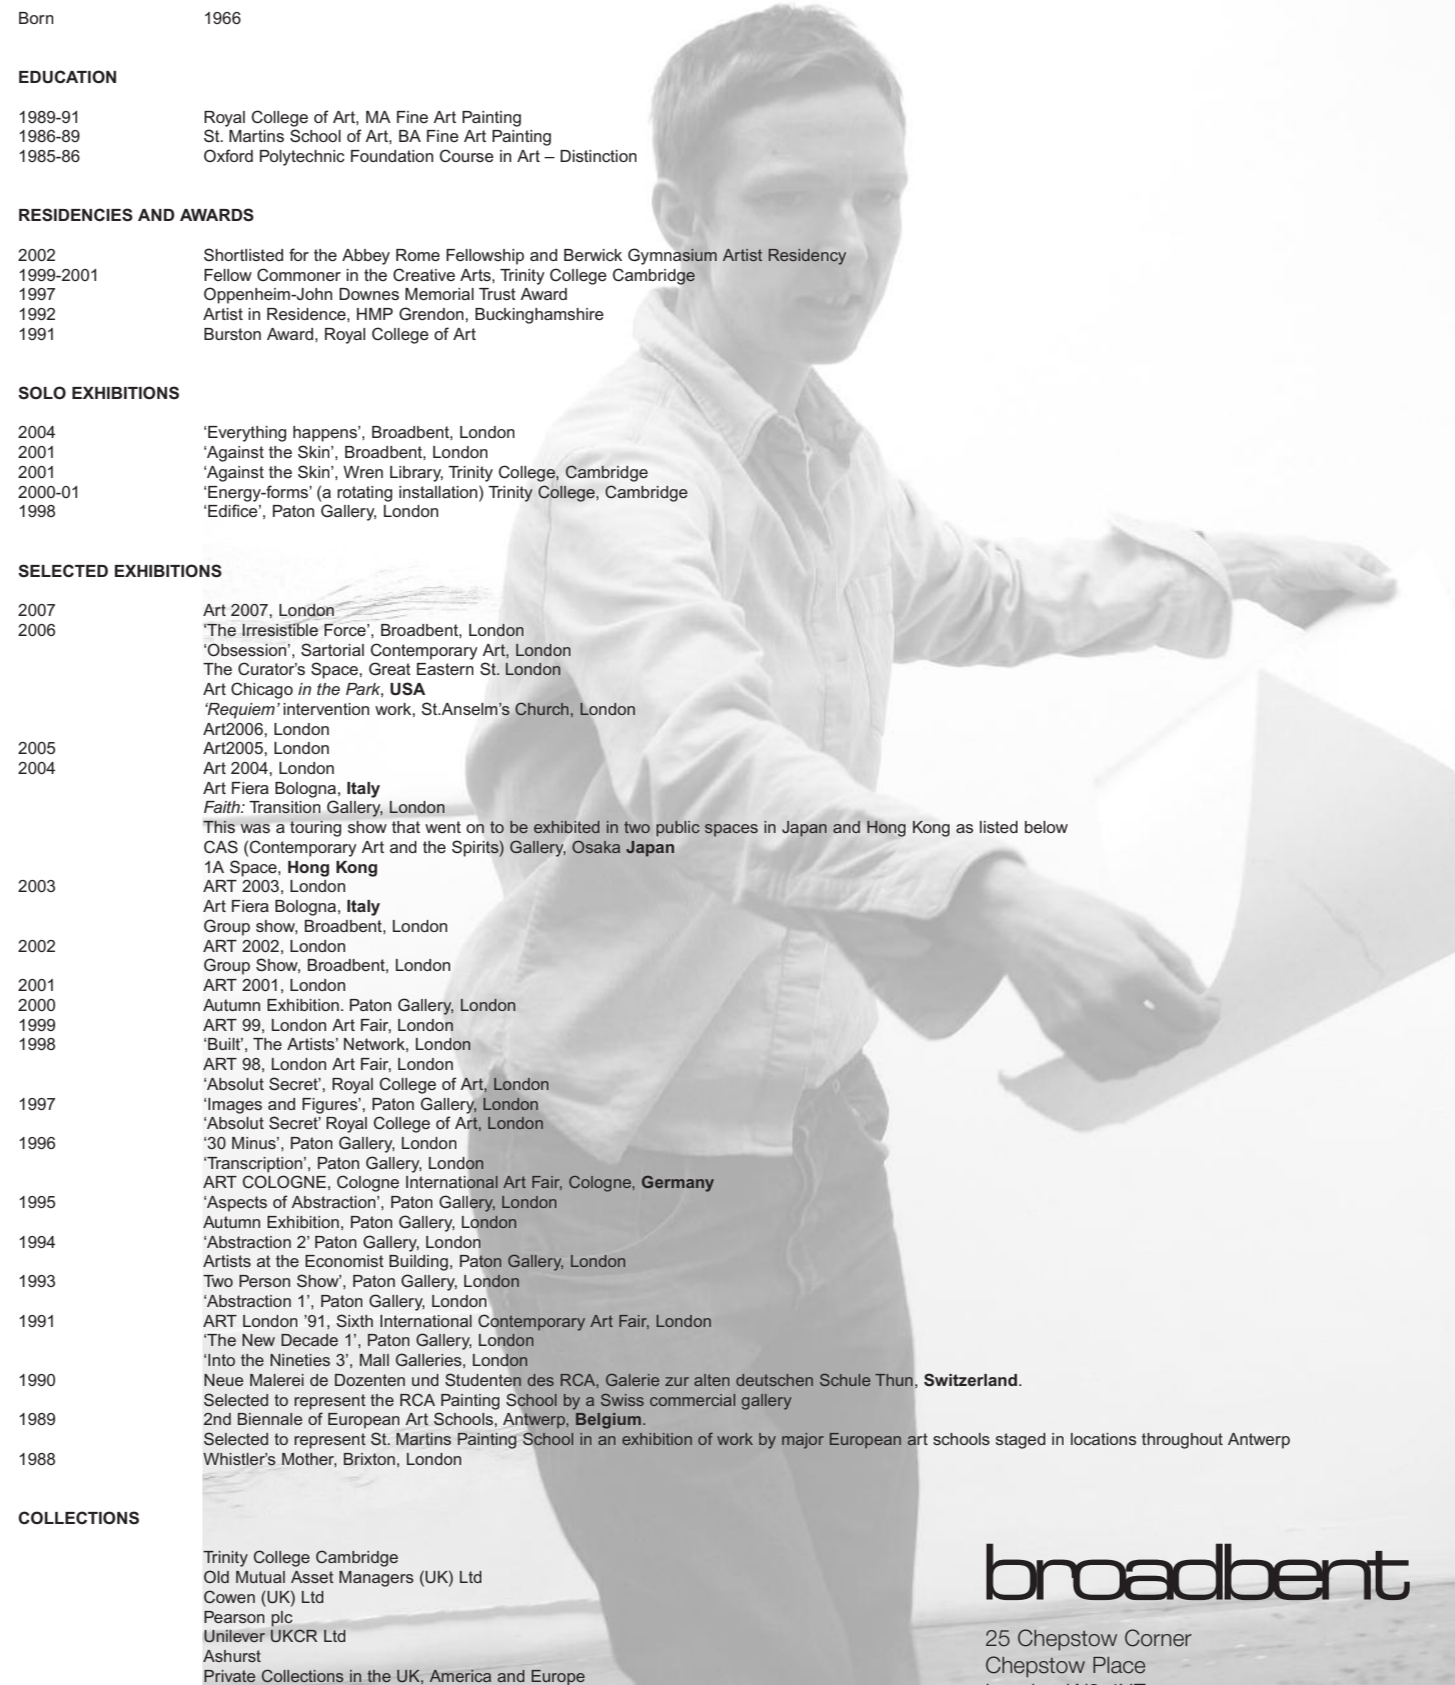 Born 1966
EDUCATION
1989-91 Royal College of Art, MA Fine Art Painting
1986-89 St. Martins School of Art, BA Fine Art Painting
1985-86 Oxford Polytechnic Foundation Course in Art – Distinction
RESIDENCIES AND AWARDS
2002 Shortlisted for the Abbey Rome Fellowship and Berwick Gymnasium Artist Residency
1999-2001 Fellow Commoner in the Creative Arts, Trinity College Cambridge
1997 Oppenheim-John Downes Memorial Trust Award
1992 Artist in Residence, HMP Grendon, Buckinghamshire
1991 Burston Award, Royal College of Art
SOLO EXHIBITIONS
2004 ‘Everything happens’, Broadbent, London
2001 ‘Against the Skin’, Broadbent, London
2001 ‘Against the Skin’, Wren Library, Trinity College, Cambridge
2000-01 ‘Energy-forms’ (a rotating installation) Trinity College, Cambridge
1998 ‘Edifice’, Paton Gallery, London
SELECTED EXHIBITIONS
2007 Art 2007, London
2006 ‘The Irresistible Force’, Broadbent, London
‘Obsession’, Sartorial Contemporary Art, London
The Curator’s Space, Great Eastern St. London
Art Chicago in the Park, USA
‘Requiem’ intervention work, St.Anselm’s Church, London
Art2006, London
2005 Art2005, London
2004 Art 2004, London
Art Fiera Bologna, Italy
Faith: Transition Gallery, London
This was a touring show that went on to be exhibited in two public spaces in Japan and Hong Kong as listed below
CAS (Contemporary Art and the Spirits) Gallery, Osaka Japan
1A Space, Hong Kong
2003 ART 2003, London
Art Fiera Bologna, Italy
Group show, Broadbent, London
2002 ART 2002, London
Group Show, Broadbent, London
2001 ART 2001, London
2000 Autumn Exhibition. Paton Gallery, London
1999 ART 99, London Art Fair, London
1998 ‘Built’, The Artists’ Network, London
ART 98, London Art Fair, London
‘Absolut Secret’, Royal College of Art, London
1997 ‘Images and Figures’, Paton Gallery, London
‘Absolut Secret’ Royal College of Art, London
1996 ‘30 Minus’, Paton Gallery, London
‘Transcription’, Paton Gallery, London
ART COLOGNE, Cologne International Art Fair, Cologne, Germany
1995 ‘Aspects of Abstraction’, Paton Gallery, London
Autumn Exhibition, Paton Gallery, London
1994 ‘Abstraction 2’ Paton Gallery, London
Artists at the Economist Building, Paton Gallery, London
1993 Two Person Show’, Paton Gallery, London
‘Abstraction 1’, Paton Gallery, London
1991 ART London ’91, Sixth International Contemporary Art Fair, London
‘The New Decade 1’, Paton Gallery, London
‘Into the Nineties 3’, Mall Galleries, London
1990 Neue Malerei de Dozenten und Studenten des RCA, Galerie zur alten deutschen Schule Thun, Switzerland.
Selected to represent the RCA Painting School by a Swiss commercial gallery
1989 2nd Biennale of European Art Schools, Antwerp, Belgium.
Selected to represent St. Martins Painting School in an exhibition of work by major European art schools staged in locations throughout Antwerp
1988 Whistler’s Mother, Brixton, London
COLLECTIONS
Trinity College Cambridge
Old Mutual Asset Managers (UK) Ltd
Cowen (UK) Ltd
Pearson plc
Unilever UKCR Ltd
Ashurst
Private Collections in the UK, America and Europe
broadbent
25 Chepstow Corner
Chepstow Place